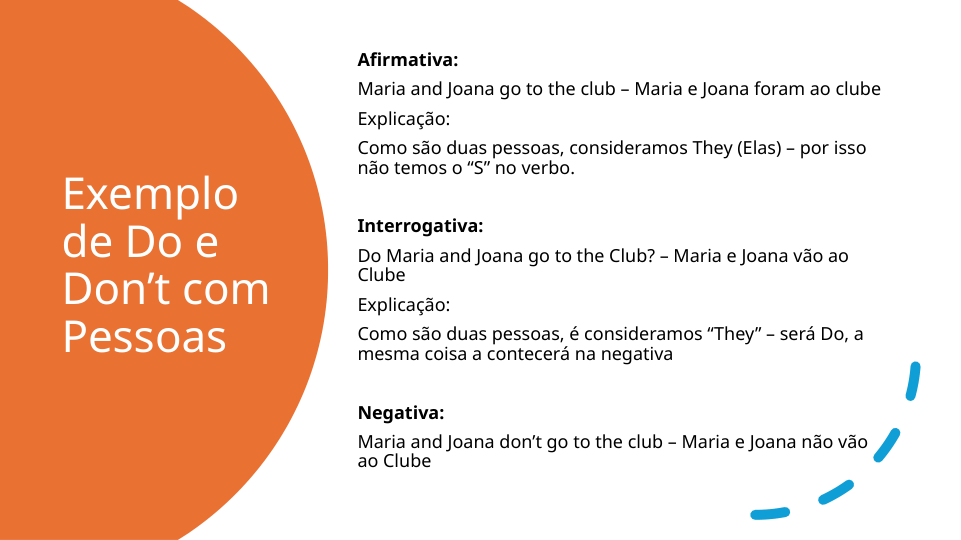 Exemplo
de Do e
Don’t com
Pessoas
Afirmativa:
Maria and Joana go to the club – Maria e Joana foram ao clube
Explicação:
Como são duas pessoas, consideramos They (Elas) – por isso
não temos o “S” no verbo.
Interrogativa:
Do Maria and Joana go to the Club? – Maria e Joana vão ao
Clube
Explicação:
Como são duas pessoas, é consideramos “They” – será Do, a
mesma coisa a contecerá na negativa
Negativa:
Maria and Joana don’t go to the club – Maria e Joana não vão
ao Clube